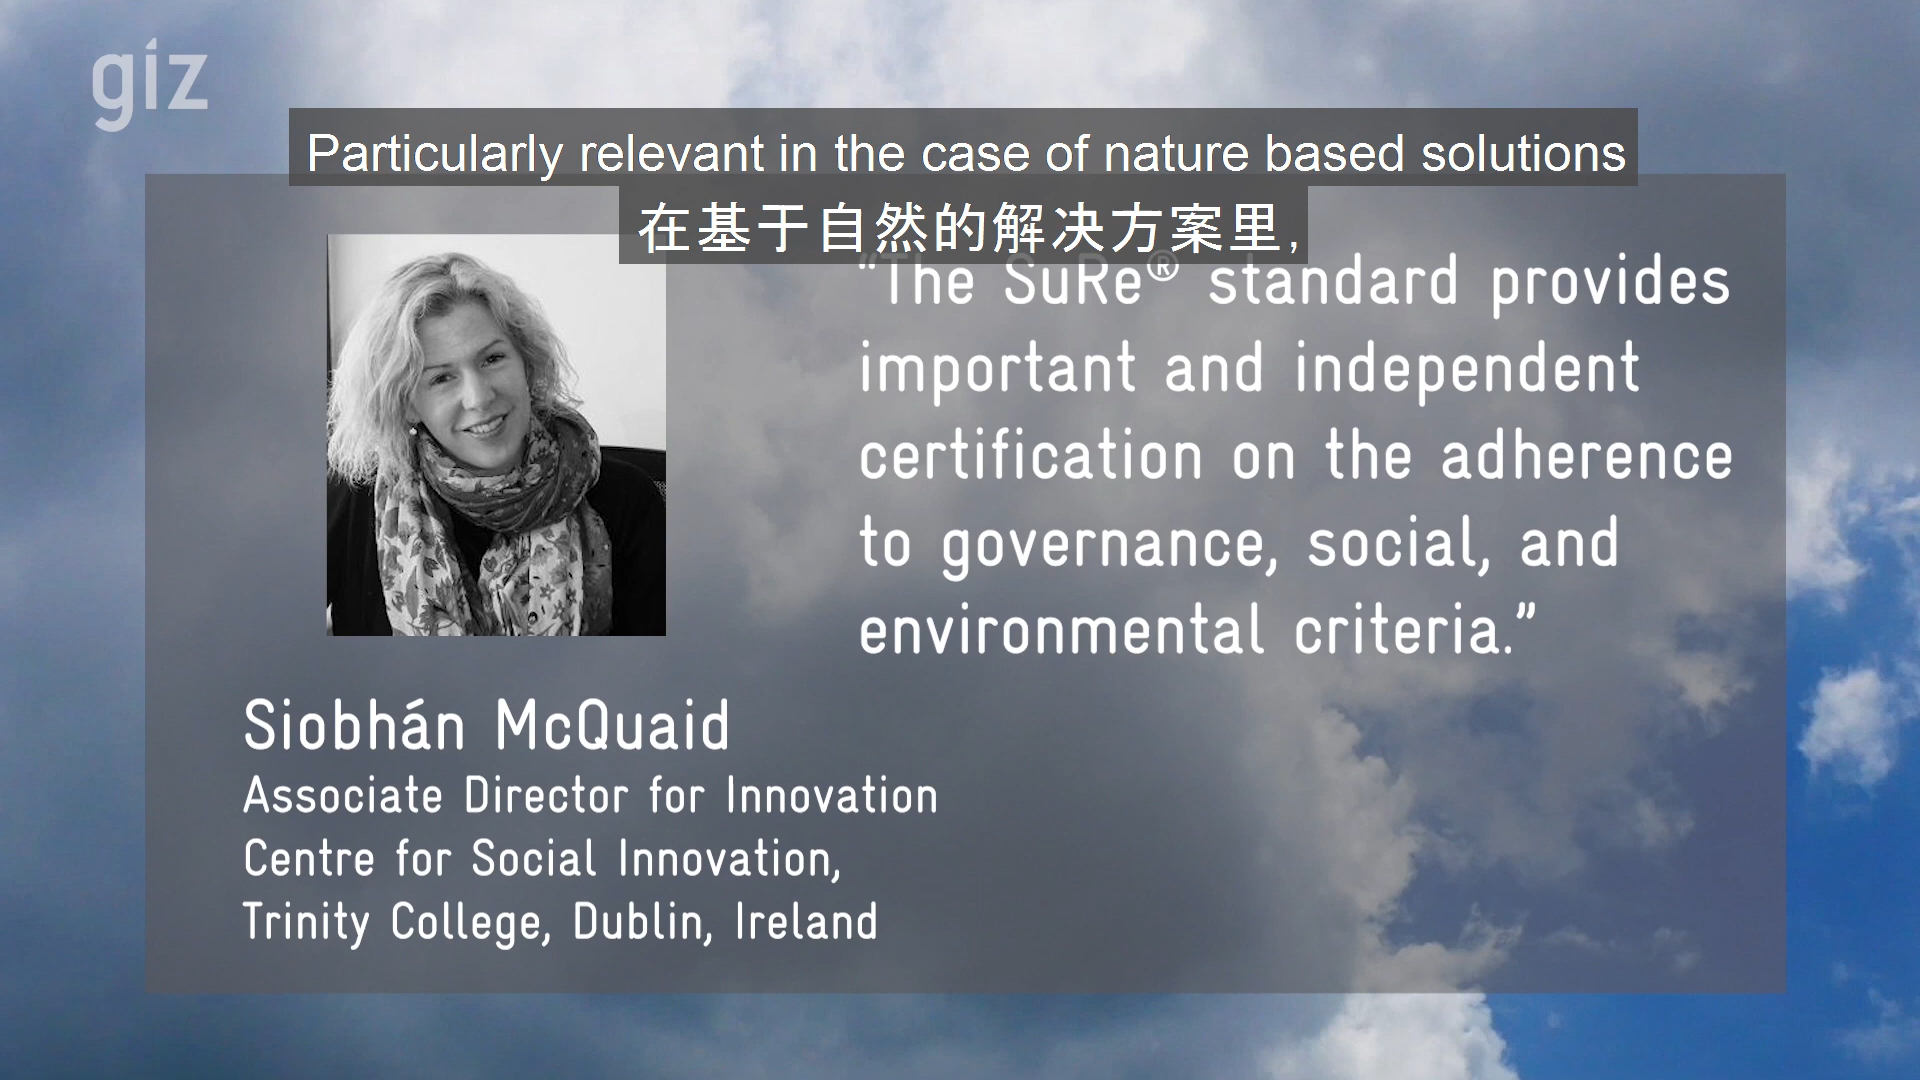 giz
Particularly relevant in the case of nature based solutions
在基于自然的解决方案里,
“The SuRe® standard provides
important and independent
certification on the adherence
to governance, social, and
environmental criteria.”
Siobhán McQuaid
Associate Director for Innovation
Centre for Social Innovation,
Trinity College, Dublin, Ireland